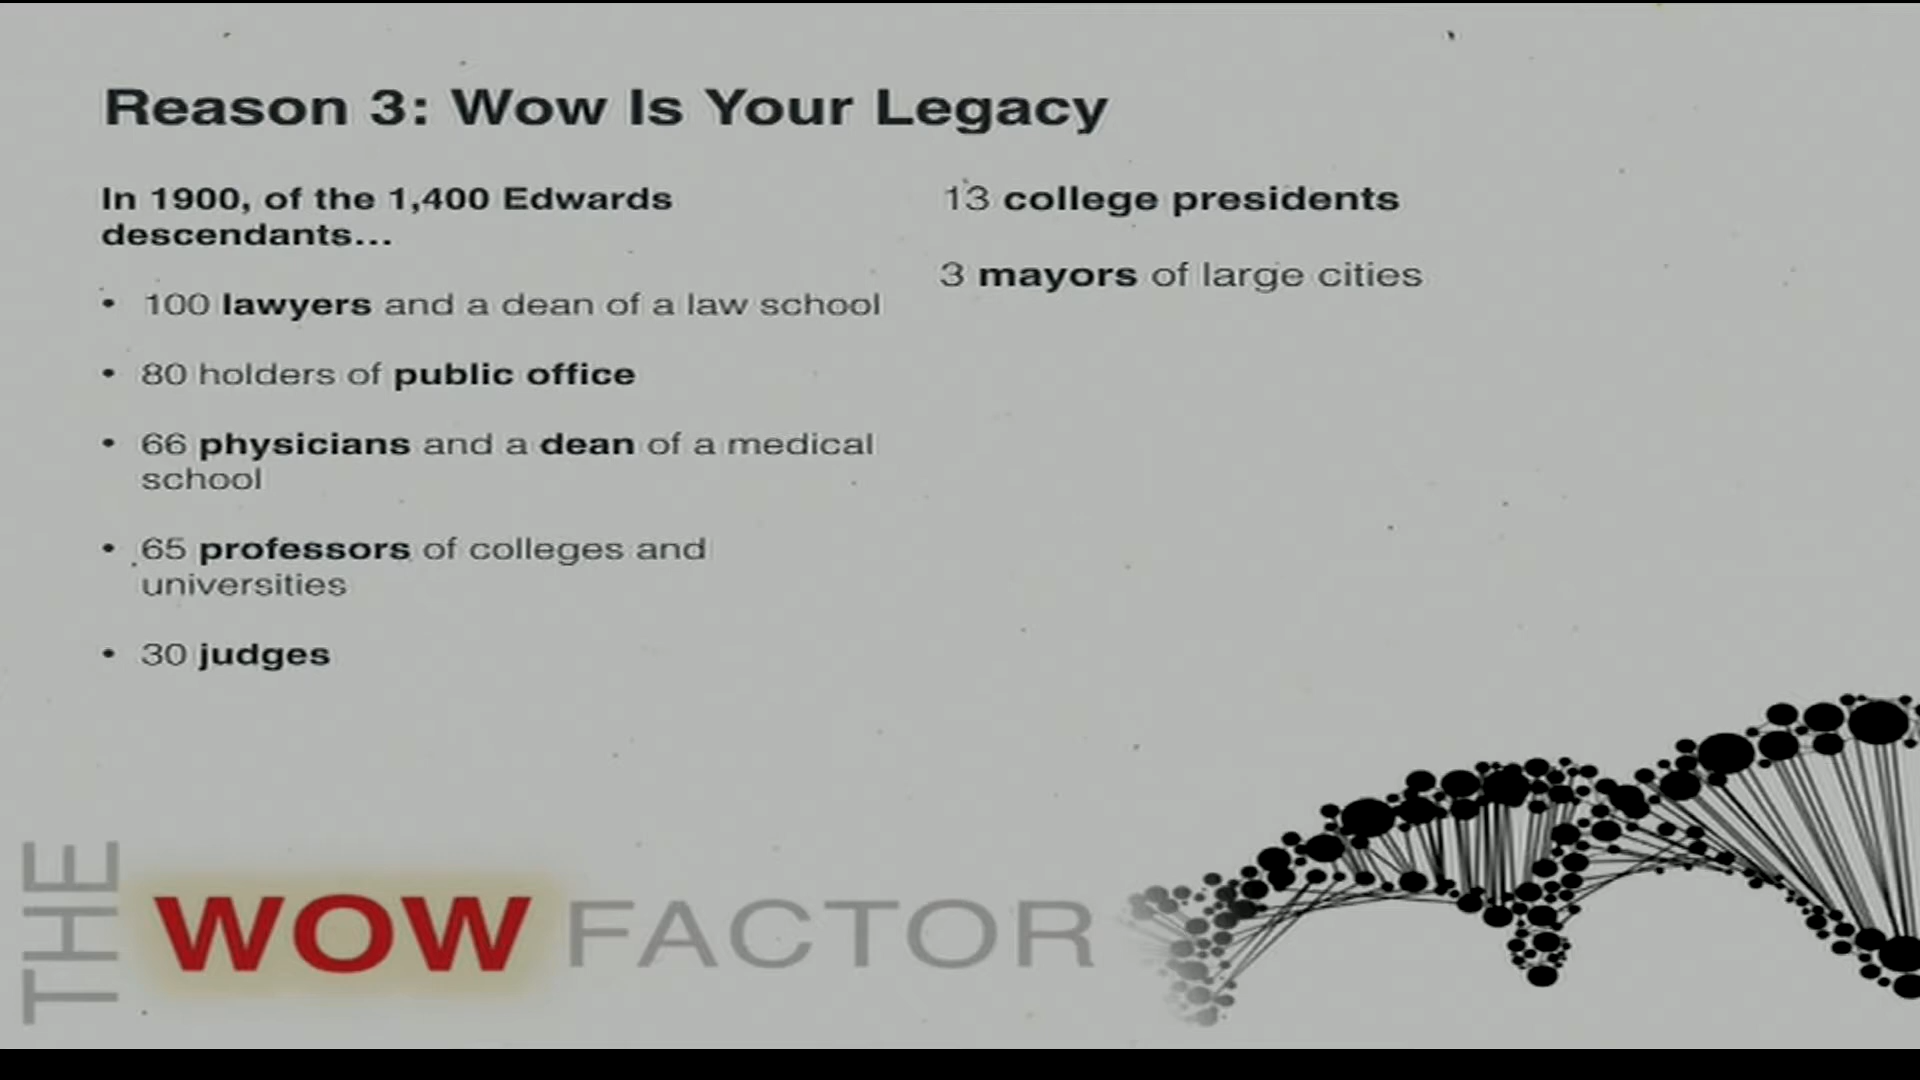 Reason 3: Wow Is Your Legacy
In 1900, of the 1,400 Edwards
descendants...
• 100 lawyers and a dean of a law school
• 80 holders of public office
• 66 physicians and a dean of a medical
school
• 65 professors of colleges and
universities
• 30 judges
13 college presidents
3 mayors of large cities
THE WOW FACTOR